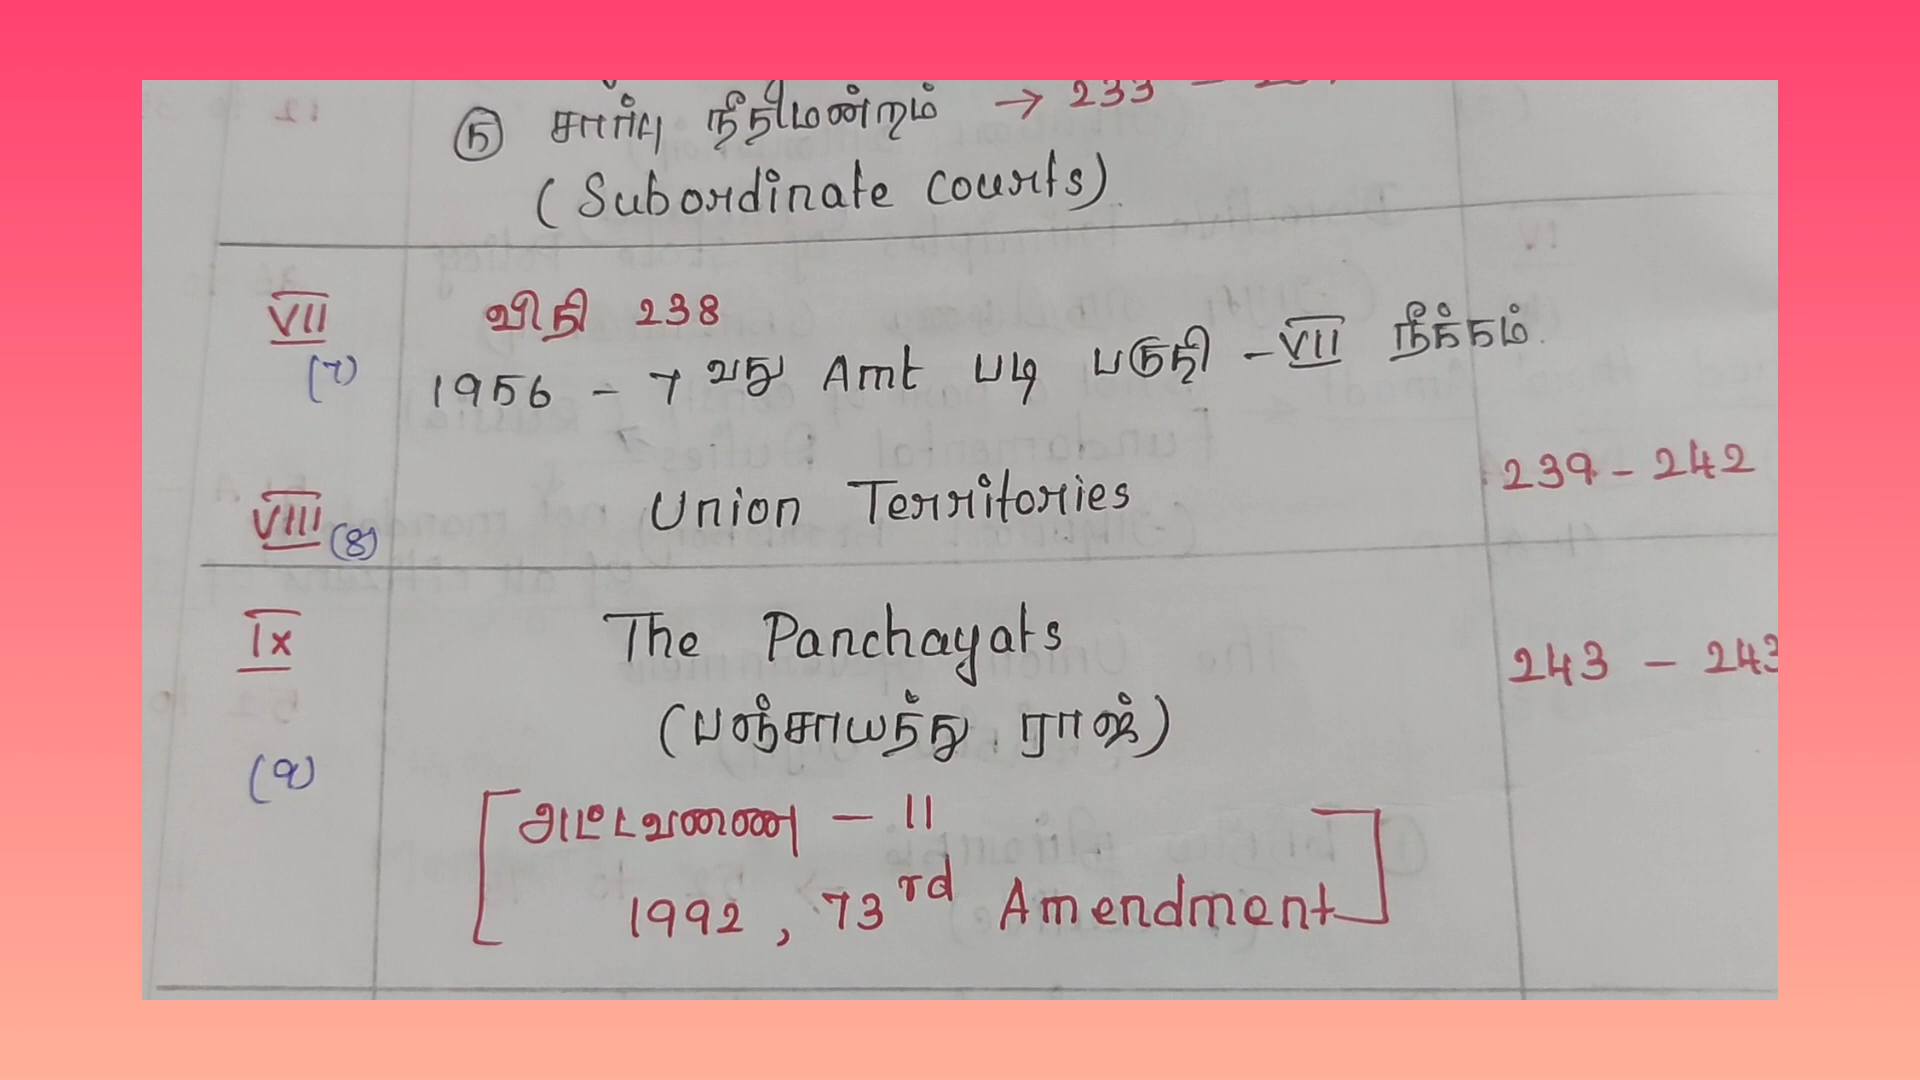 ⑤ சார்பு நீதிமன்றம் → 233 -
(Subordinate courts)
VII விதி 238
(7) 1956 - 7 வது Amt படி பகுதி - VII நீக்கம்.
VIII (8) Union Territories 239 - 242
IX The Panchayats 243 - 243
(பஞ்சாயத்து ராஜ்)
(9)
[அட்டவணை - 11
1992, 73rd Amendment]